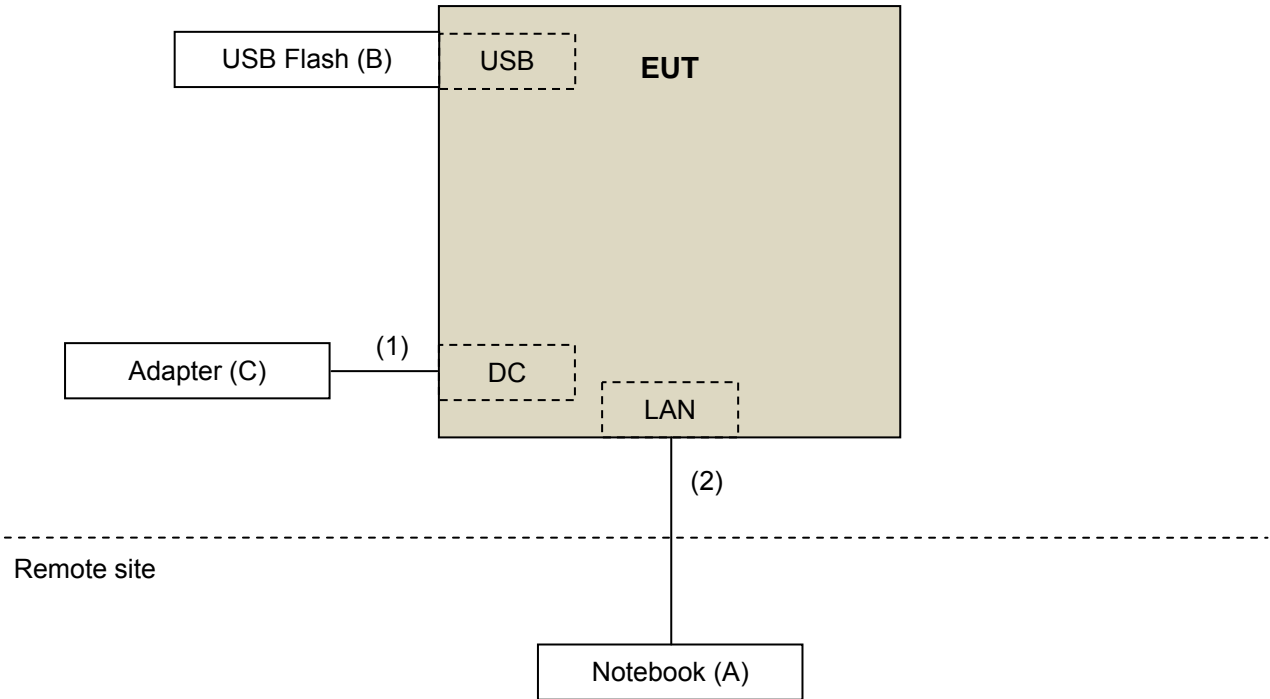 USB Flash (B)
USB
EUT
(1)
Adapter (C)
DC
LAN
(2)
Remote site
Notebook (A)